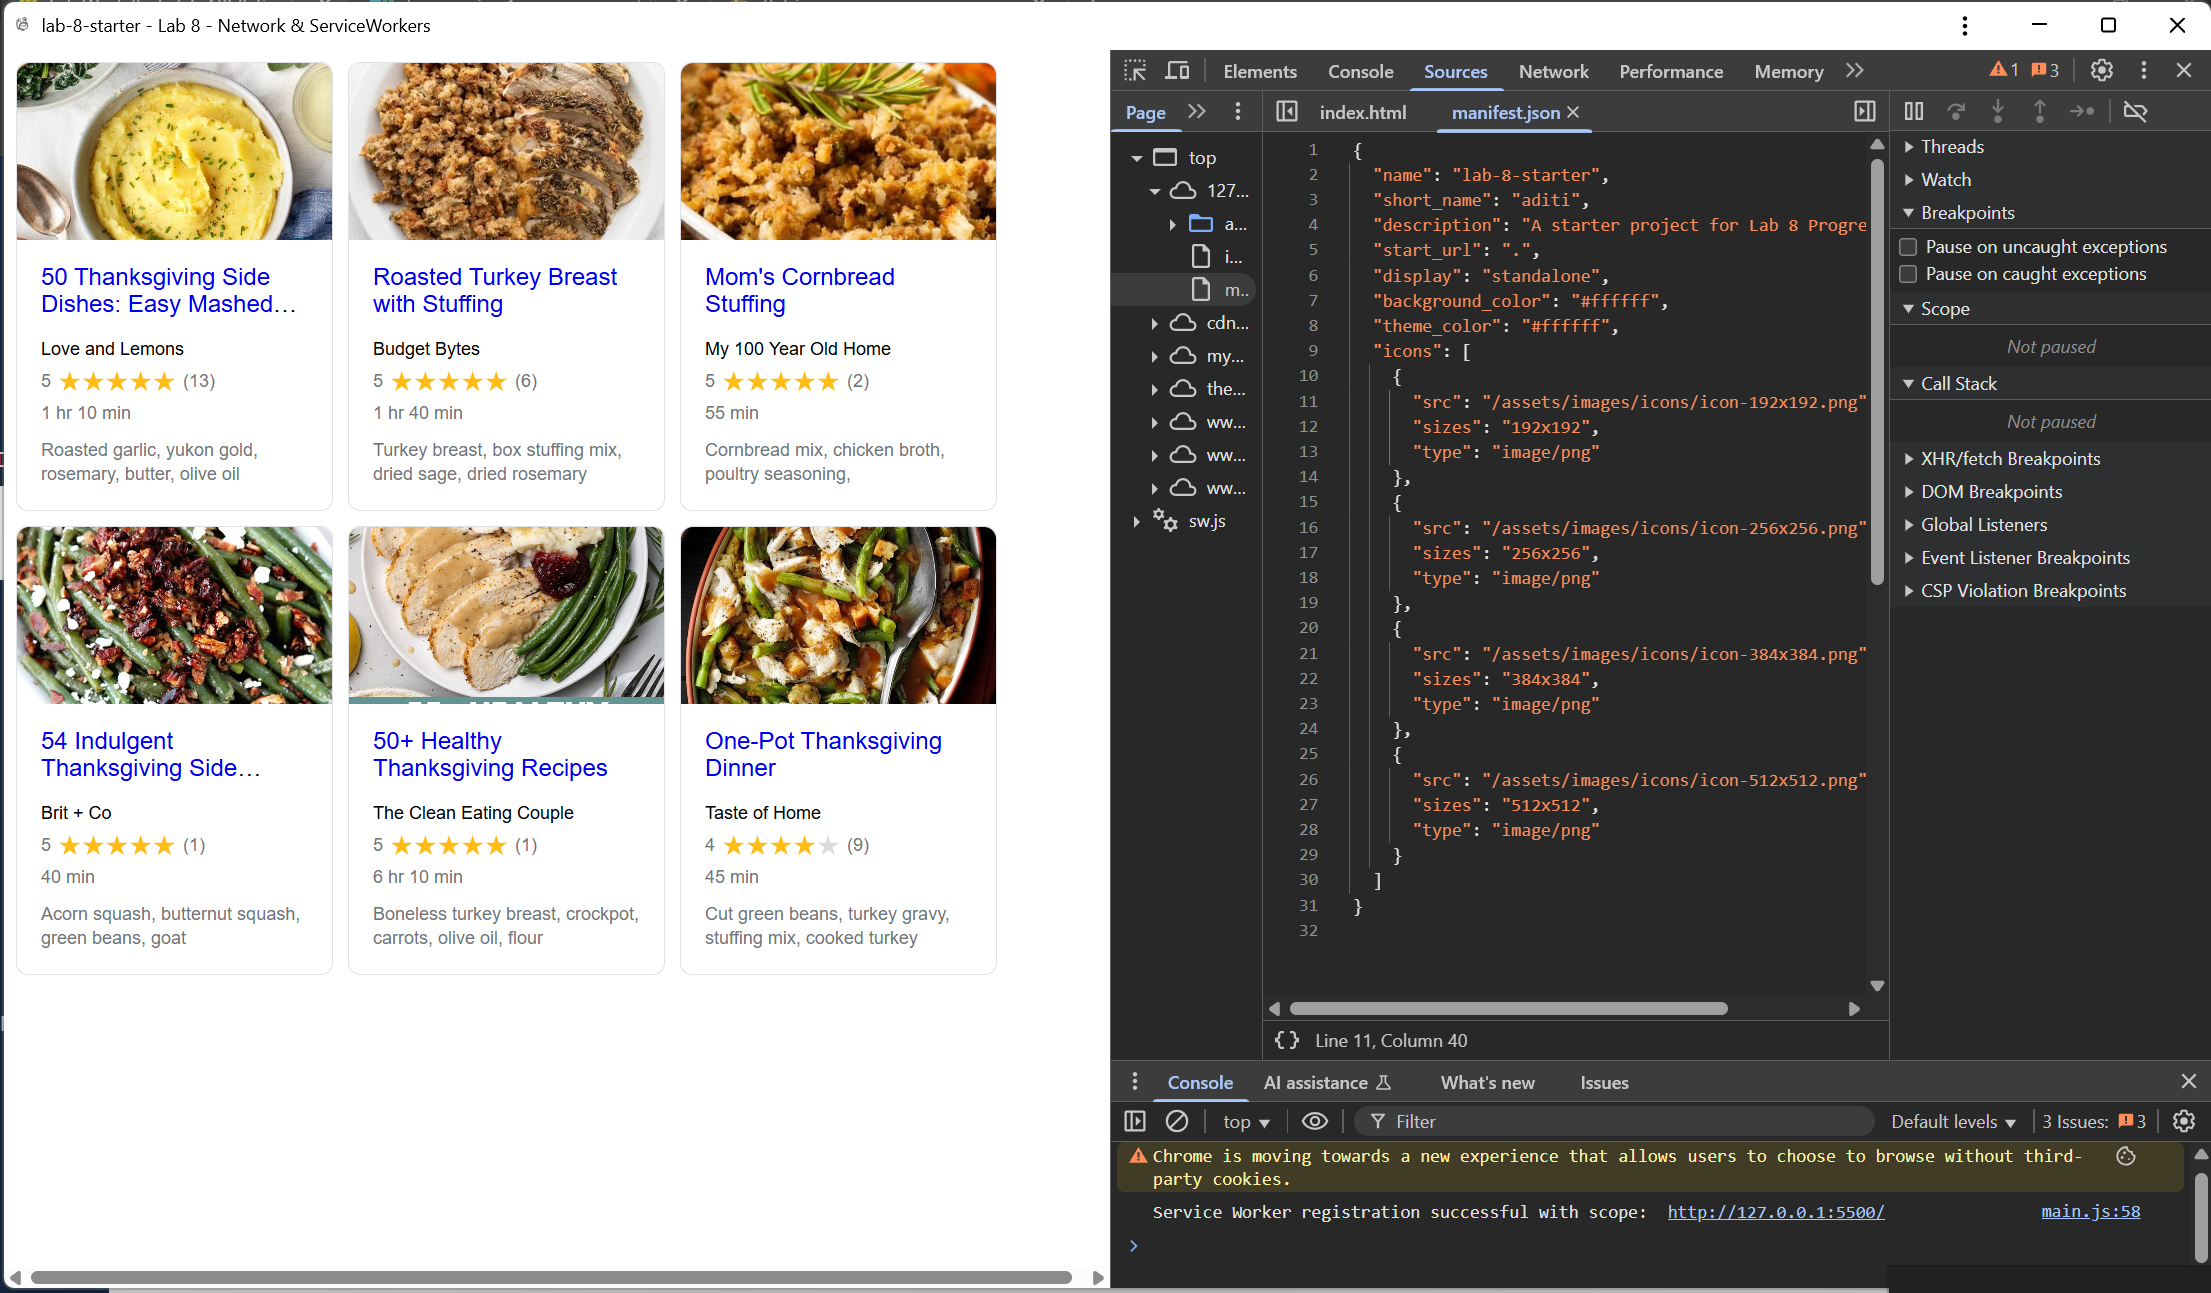 lab-8-starter - Lab 8 - Network & ServiceWorkers
50 Thanksgiving Side
Dishes: Easy Mashed…
Love and Lemons
5 ★★★★★ (13)
1 hr 10 min
Roasted garlic, yukon gold,
rosemary, butter, olive oil
Roasted Turkey Breast
with Stuffing
Budget Bytes
5 ★★★★★ (6)
1 hr 40 min
Turkey breast, box stuffing mix,
dried sage, dried rosemary
Mom's Cornbread
Stuffing
My 100 Year Old Home
5 ★★★★★ (2)
55 min
Cornbread mix, chicken broth,
poultry seasoning,
54 Indulgent
Thanksgiving Side…
Brit + Co
5 ★★★★★ (1)
40 min
Acorn squash, butternut squash,
green beans, goat
50+ Healthy
Thanksgiving Recipes
The Clean Eating Couple
5 ★★★★★ (1)
6 hr 10 min
Boneless turkey breast, crockpot,
carrots, olive oil, flour
One-Pot Thanksgiving
Dinner
Taste of Home
4 ★★★★★ (9)
45 min
Cut green beans, turkey gravy,
stuffing mix, cooked turkey
Elements Console Sources Network Performance Memory 1 3
Page
top
127...
a...
i...
m..
cdn...
my...
the...
ww...
ww...
ww...
sw.js
index.html manifest.json
1 {
2 "name": "lab-8-starter",
3 "short_name": "aditi",
4 "description": "A starter project for Lab 8 Progre
5 "start_url": ".",
6 "display": "standalone",
7 "background_color": "#ffffff",
8 "theme_color": "#ffffff",
9 "icons": [
10 {
11 "src": "/assets/images/icons/icon-192x192.png"
12 "sizes": "192x192",
13 "type": "image/png"
14 },
15 {
16 "src": "/assets/images/icons/icon-256x256.png"
17 "sizes": "256x256",
18 "type": "image/png"
19 },
20 {
21 "src": "/assets/images/icons/icon-384x384.png"
22 "sizes": "384x384",
23 "type": "image/png"
24 },
25 {
26 "src": "/assets/images/icons/icon-512x512.png"
27 "sizes": "512x512",
28 "type": "image/png"
29 }
30 ]
31 }
32
{} Line 11, Column 40
Threads
Watch
Breakpoints
Pause on uncaught exceptions
Pause on caught exceptions
Scope
Not paused
Call Stack
Not paused
XHR/fetch Breakpoints
DOM Breakpoints
Global Listeners
Event Listener Breakpoints
CSP Violation Breakpoints
Console AI assistance What's new Issues
top Filter Default levels 3 Issues: 3
Chrome is moving towards a new experience that allows users to choose to browse without third-
party cookies.
Service Worker registration successful with scope: http://127.0.0.1:5500/ main.js:58